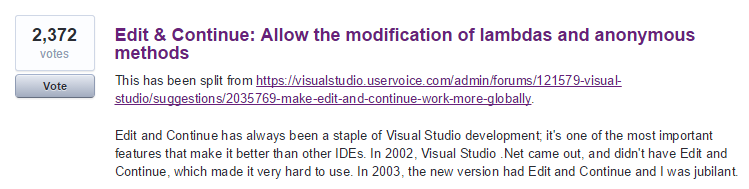 2,372
votes
Vote
Edit & Continue: Allow the modification of lambdas and anonymous
methods
This has been split from https://visualstudio.uservoice.com/admin/forums/121579-visual-
studio/suggestions/2035769-make-edit-and-continue-work-more-globally.
Edit and Continue has always been a staple of Visual Studio development; it's one of the most important
features that make it better than other IDEs. In 2002, Visual Studio .Net came out, and didn't have Edit and
Continue, which made it very hard to use. In 2003, the new version had Edit and Continue and I was jubilant.